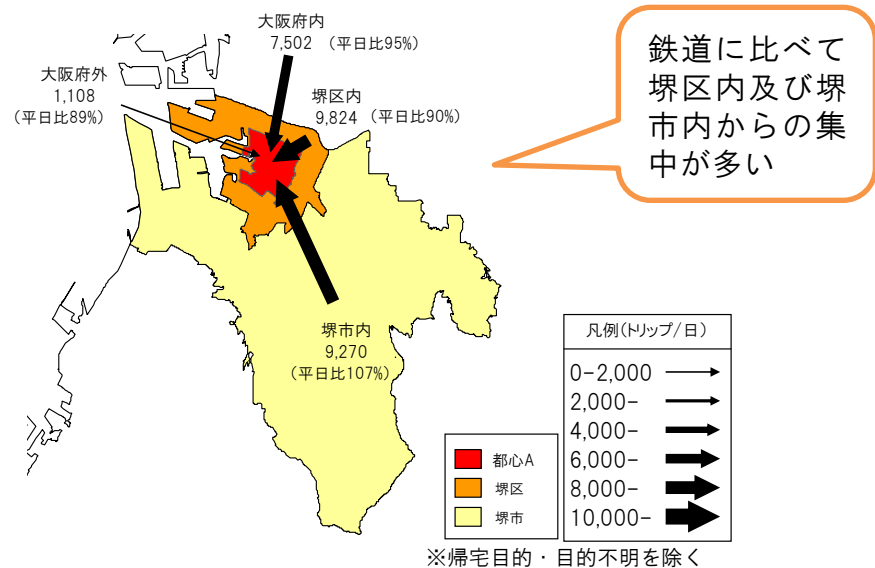 大阪府内
7,502 (平日比95%)
大阪府外
1,108
(平日比89%)
堺区内
9,824 (平日比90%)
鉄道に比べて
堺区内及び堺
市内からの集
中が多い
堺市内
9,270
(平日比107%)
凡例(トリップ/日)
0-2,000
2,000-
4,000-
6,000-
8,000-
10,000-
都心A
堺区
堺市
※帰宅目的・目的不明を除く